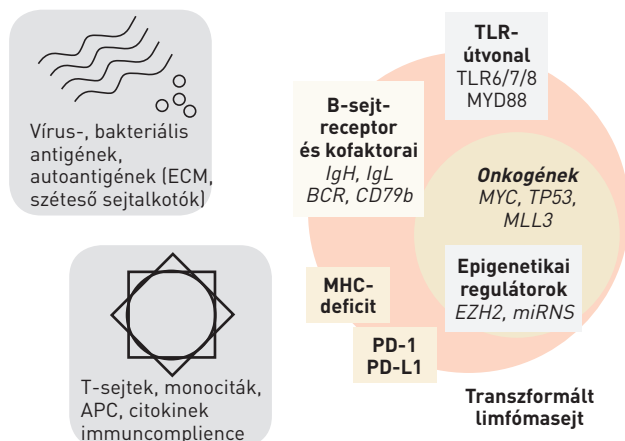 Vírus-, bakteriális
antigének,
autoantigének (ECM,
széteső sejtalkotók)
T-sejtek, monociták,
APC, citokinek
immuncomplience
TLR-
útvonal
TLR6/7/8
MYD88
B-sejt-
receptor
és kofaktorai
IgH, IgL
BCR, CD79b
Onkogének
MYC, TP53,
MLL3
Epigenetikai
regulátorok
EZH2, miRNS
MHC-
deficit
PD-1
PD-L1
Transzformált
limfómasejt